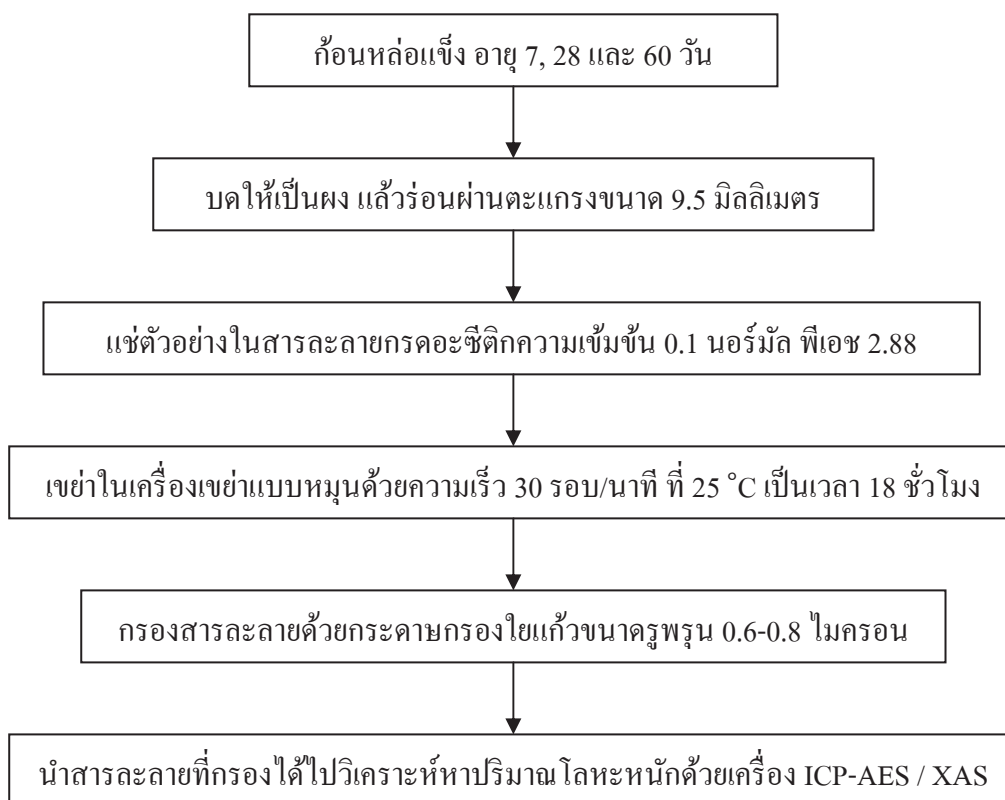 ก้อนหล่อแข็ง อายุ 7, 28 และ 60 วัน
บดให้เป็นผง แล้วร่อนผ่านตะแกรงขนาด 9.5 มิลลิเมตร
แช่ตัวอย่างในสารละลายกรดอะซีติกความเข้มข้น 0.1 นอร์มัล พีเอช 2.88
เขย่าในเครื่องเขย่าแบบหมุนด้วยความเร็ว 30 รอบ/นาที ที่ 25 °C เป็นเวลา 18 ชั่วโมง
กรองสารละลายด้วยกระดาษกรองใยแก้วขนาดรูพรุน 0.6-0.8 ไมครอน
นำสารละลายที่กรองได้ไปวิเคราะห์หาปริมาณโลหะหนักด้วยเครื่อง ICP-AES / XAS